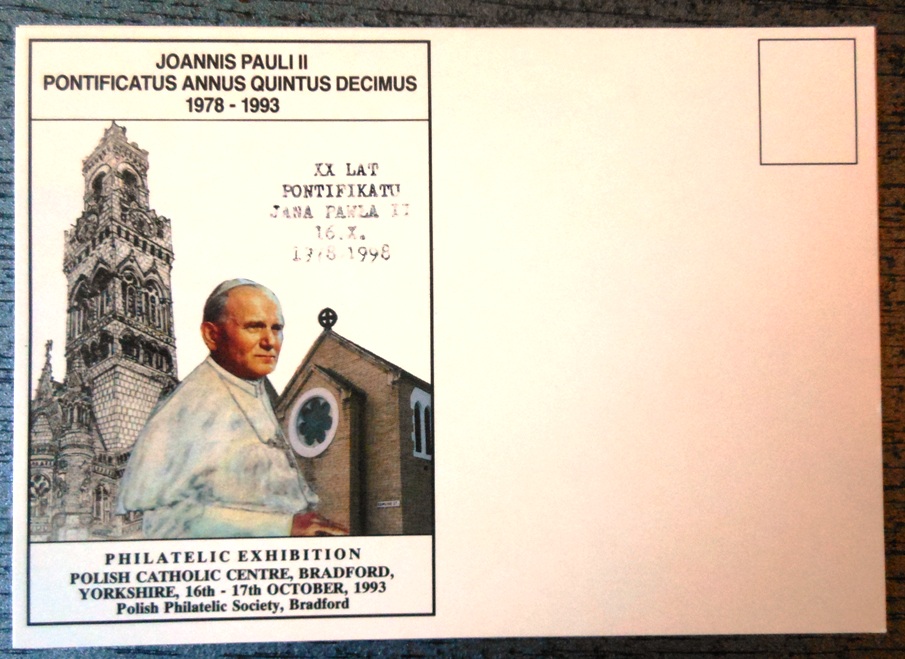 JOANNIS PAULI II
PONTIFICATUS ANNUS QUINTUS DECIMUS
1978 - 1993
XX LAT
PONTIFIKATU
JANA PAWLA II
16.X.
1978-1998
PHILATELIC EXHIBITION
POLISH CATHOLIC CENTRE, BRADFORD,
YORKSHIRE, 16th - 17th OCTOBER, 1993
Polish Philatelic Society, Bradford